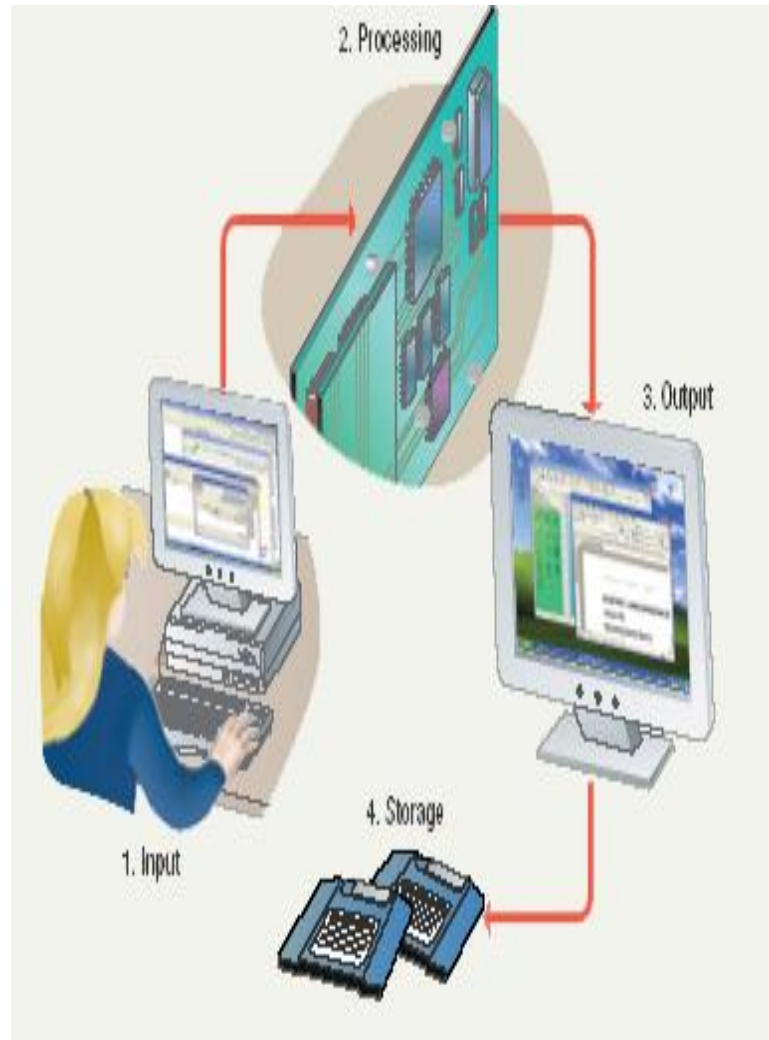 2. Processing
3. Output
4. Storage
1. Input